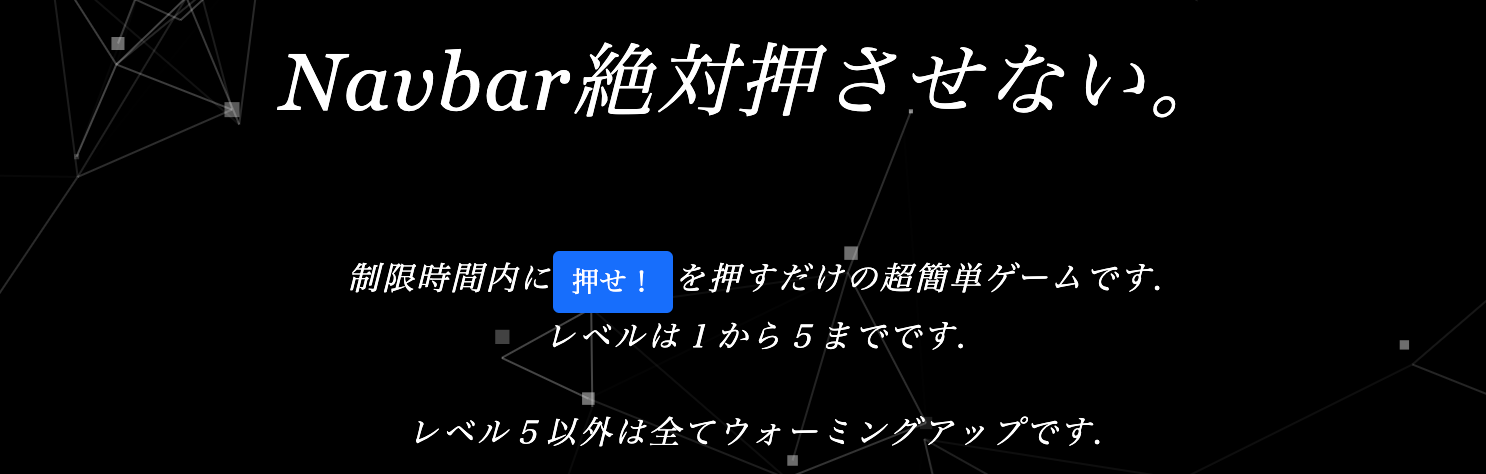 Navbar絶対押させない。
制限時間内に押せ！を押すだけの超簡単ゲームです.
レベルは１から５までです.
レベル５以外は全てウォーミングアップです.